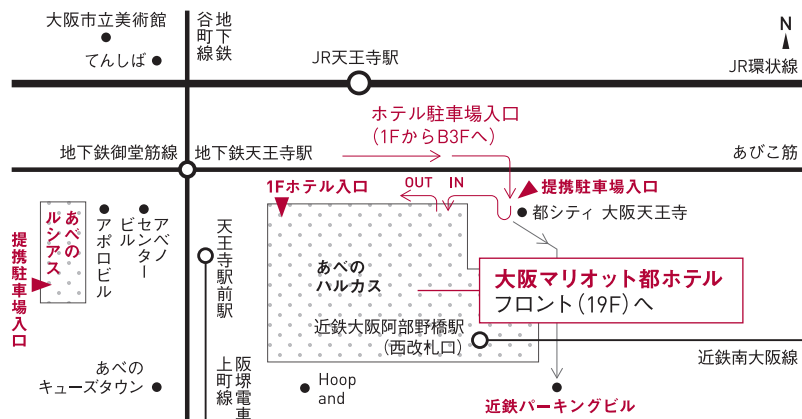 大阪市立美術館
てんしば
地下鉄
谷町線
JR天王寺駅
N
JR環状線
ホテル駐車場入口
(1FからB3Fへ)
地下鉄御堂筋線
地下鉄天王寺駅
あびこ筋
1Fホテル入口
OUT
IN
提携駐車場入口
都シティ 大阪天王寺
あべの
ルシアス
提携駐車場入口
アポロビル
アベノ
センター
ビル
天王寺駅前駅
あべの
ハルカス
大阪マリオット都ホテル
フロント(19F)へ
近鉄大阪阿部野橋駅
(西改札口)
近鉄南大阪線
あべの
キューズタウン
阪堺電車
上町線
Hoop
and
近鉄パーキングビル